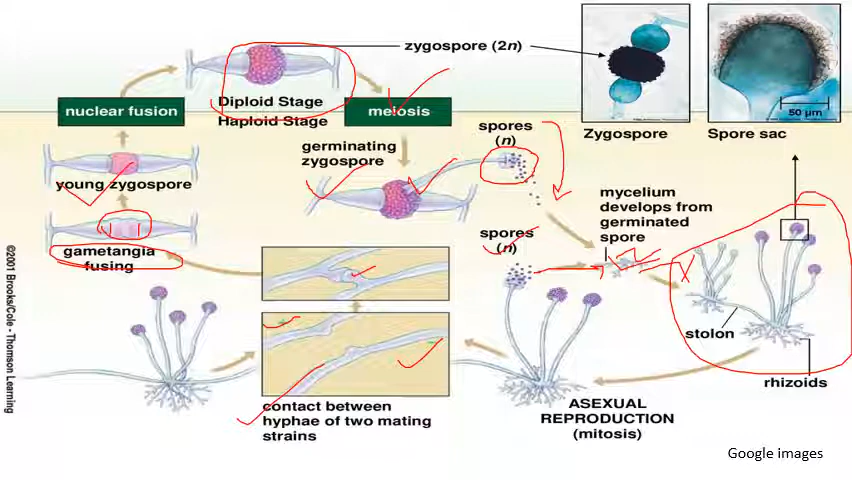 zygospore (2n)
Diploid Stage
Haploid Stage
nuclear fusion
meiosis
young zygospore
gametangia
fusing
germinating
zygospore
spores
(n)
Zygospore
Spore sac
50 µm
mycelium
develops from
germinated
spore
spores
(n)
stolon
rhizoids
contact between
hyphae of two mating
strains
ASEXUAL
REPRODUCTION
(mitosis)
©2001 Brooks/Cole - Thomson Learning
Google images